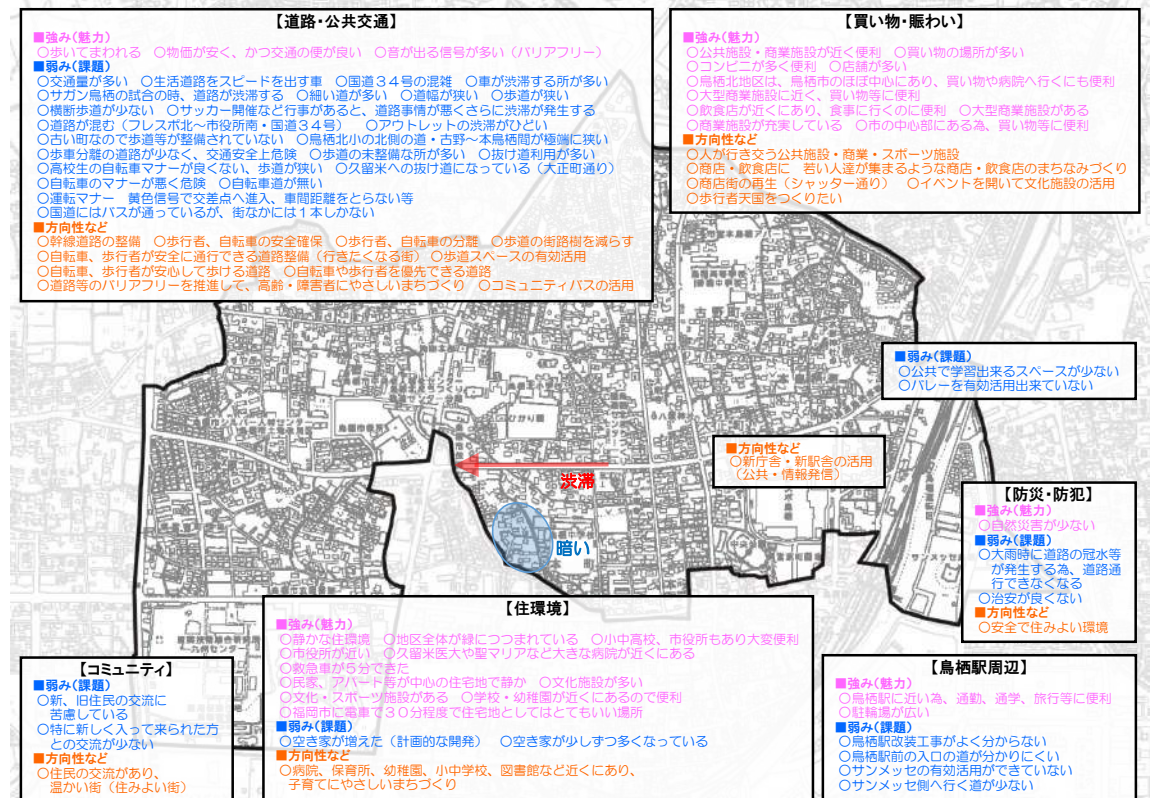 【道路・公共交通】
■強み(魅力)
○歩いてまわれる ○物価が安く、かつ交通の便が良い ○音が出る信号が多い(バリアフリー)
■弱み(課題)
○交通量が多い ○生活道路をスピードを出す車 ○国道34号の混雑 ○車が渋滞する所が多い
○サガン鳥栖の試合の時、道路が渋滞する ○細い道が多い ○道幅が狭い ○歩道が狭い
○横断歩道が少ない ○サッカー開催など行事があると、道路事情が悪くさらに渋滞が発生する
○道路が混む(フレスポ北～市役所南・国道34号) ○アウトレットの渋滞がひどい
○古い町なので歩道等が整備されていない ○鳥栖北小の北側の道・古野～本鳥栖間が極端に狭い
○歩車分離の道路が少なく、交通安全上危険 ○歩道の未整備な所が多い ○抜け道利用が多い
○高校生の自転車マナーが良くない、歩道が狭い ○久留米への抜け道になっている(大正町通り)
○自転車のマナーが悪く危険 ○自転車道が無い
○運転マナー 黄色信号で交差点へ進入、車間距離をとらない等
○国道にはバスが通っているが、街なかには1本しかない
■方向性など
○幹線道路の整備 ○歩行者、自転車の安全確保 ○歩行者、自転車の分離 ○歩道の街路樹を減らす
○自転車、歩行者が安全に通行できる道路整備(行きたくなる街) ○歩道スペースの有効活用
○自転車、歩行者が安心して歩ける道路 ○自転車や歩行者を優先できる道路
○道路等のバリアフリーを推進して、高齢・障害者にやさしいまちづくり ○コミュニティバスの活用
【買い物・賑わい】
■強み(魅力)
○公共施設・商業施設が近く便利 ○買い物の場所が多い
○コンビニが多く便利 ○店舗が多い
○鳥栖北地区は、鳥栖市のほぼ中心にあり、買い物や病院へ行くにも便利
○大型商業施設に近く、買い物等に便利
○飲食店が近くにあり、食事に行くのに便利 ○大型商業施設がある
○商業施設が充実している ○市の中心部にある為、買い物等に便利
■方向性など
○人が行き交う公共施設・商業・スポーツ施設
○商店・飲食店に 若い人達が集まるような商店・飲食店のまちなみづくり
○商店街の再生(シャッター通り) ○イベントを開いて文化施設の活用
○歩行者天国をつくりたい
■弱み(課題)
○公共で学習出来るスペースが少ない
○バレーを有効活用出来ていない
■方向性など
○新庁舎・新駅舎の活用
(公共・情報発信)
古野町
鳥栖市役所
渋滞
暗い
サンメッセ鳥栖
【防災・防犯】
■強み(魅力)
○自然災害が少ない
■弱み(課題)
○大雨時に道路の冠水等
が発生する為、道路通
行できなくなる
○治安が良くない
■方向性など
○安全で住みよい環境
【住環境】
■強み(魅力)
○静かな住環境 ○地区全体が緑につつまれている ○小中高校、市役所もあり大変便利
○市役所が近い ○久留米医大や聖マリアなど大きな病院が近くにある
○救急車が5分できた
○民家、アパート等が中心の住宅地で静か ○文化施設が多い
○文化・スポーツ施設がある ○学校・幼稚園が近くにあるので便利
○福岡市に電車で30分程度で住宅地としてはとてもいい場所
■弱み(課題)
○空き家が増えた(計画的な開発) ○空き家が少しずつ多くなっている
■方向性など
○病院、保育所、幼稚園、小中学校、図書館など近くにあり、
子育てにやさしいまちづくり
【コミュニティ】
■弱み(課題)
○新、旧住民の交流に
苦慮している
○特に新しく入って来られた方
との交流が少ない
■方向性など
○住民の交流があり、
温かい街(住みよい街)
【鳥栖駅周辺】
■強み(魅力)
○鳥栖駅に近い為、通勤、通学、旅行等に便利
○駐輪場が広い
■弱み(課題)
○鳥栖駅改装工事がよく分からない
○鳥栖駅前の入口の道が分かりにくい
○サンメッセの有効活用ができていない
○サンメッセ側へ行く道が少ない